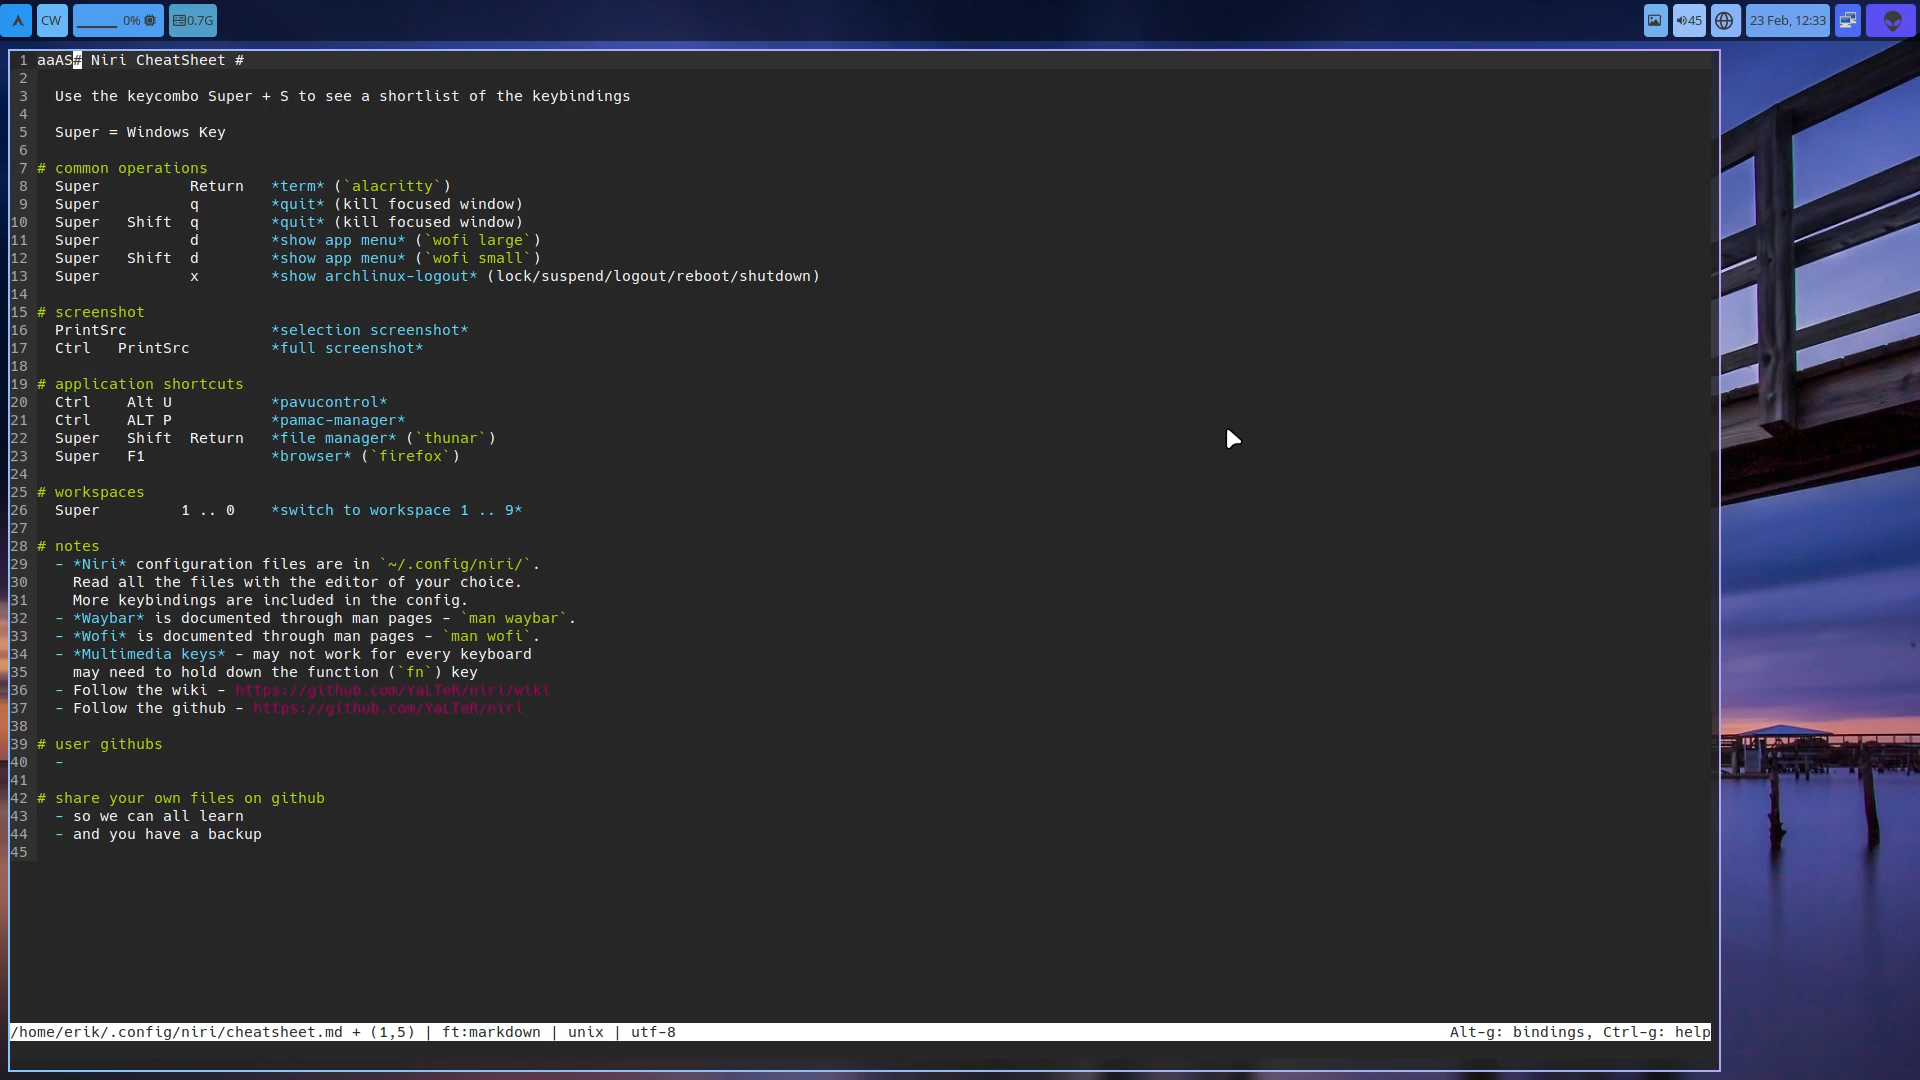 CW 0% 0.7G 45 23 Feb, 12:33
1 aaAS# Niri CheatSheet #
2
3 Use the keycombo Super + S to see a shortlist of the keybindings
4
5 Super = Windows Key
6
7 # common operations
8 Super Return *term* (`alacritty`)
9 Super q *quit* (kill focused window)
10 Super Shift q *quit* (kill focused window)
11 Super d *show app menu* (`wofi large`)
12 Super Shift d *show app menu* (`wofi small`)
13 Super x *show archlinux-logout* (lock/suspend/logout/reboot/shutdown)
14
15 # screenshot
16 PrintSrc *selection screenshot*
17 Ctrl PrintSrc *full screenshot*
18
19 # application shortcuts
20 Ctrl Alt U *pavucontrol*
21 Ctrl ALT P *pamac-manager*
22 Super Shift Return *file manager* (`thunar`)
23 Super F1 *browser* (`firefox`)
24
25 # workspaces
26 Super 1 .. 0 *switch to workspace 1 .. 9*
27
28 # notes
29 - *Niri* configuration files are in `~/.config/niri/`.
30 Read all the files with the editor of your choice.
31 More keybindings are included in the config.
32 - *Waybar* is documented through man pages - `man waybar`.
33 - *Wofi* is documented through man pages - `man wofi`.
34 - *Multimedia keys* - may not work for every keyboard
35 may need to hold down the function (`fn`) key
36 - Follow the wiki - https://github.com/YaLTeR/niri/wiki
37 - Follow the github - https://github.com/YaLTeR/niri
38
39 # user githubs
40 -
41
42 # share your own files on github
43 - so we can all learn
44 - and you have a backup
45
/home/erik/.config/niri/cheatsheet.md + (1,5) | ft:markdown | unix | utf-8 Alt-g: bindings, Ctrl-g: help